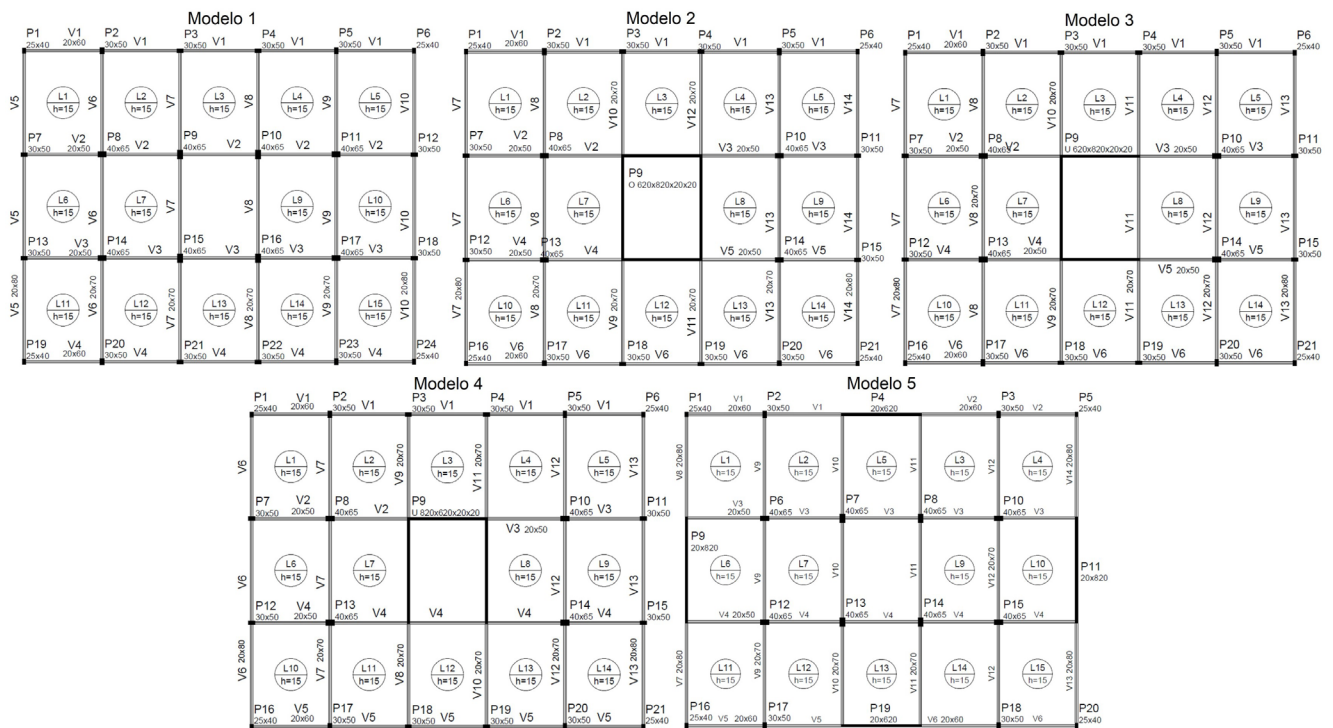 Modelo 1
P1 V1 P2 V1 P3 V1 P4 V1 P5 V1 P6
25x40 20x60 30x50 30x50 30x50 30x50 25x40
V5 L1 V6 L2 V7 L3 V8 L4 V9 L5 V10
h=15 h=15 h=15 h=15 h=15
P7 V2 P8 V2 P9 V2 P10 V2 P11 V2 P12
30x50 20x50 40x65 40x65 40x65 40x65 30x50
V5 L6 V6 L7 V7 V8 L9 V9 L10 V10
h=15 h=15 h=15 h=15
P13 V3 P14 V3 P15 V3 P16 V3 P17 V3 P18
30x50 20x50 40x65 40x65 40x65 40x65 30x50
V5 20x80 L11 V6 20x70 L12 V7 20x70 L13 V8 20x70 L14 V9 20x70 L15 V10 20x80
h=15 h=15 h=15 h=15 h=15
P19 V4 P20 V4 P21 V4 P22 V4 P23 V4 P24
25x40 20x60 30x50 30x50 30x50 30x50 25x40
Modelo 2
P1 V1 P2 V1 P3 V1 P4 V1 P5 V1 P6
25x40 20x60 30x50 30x50 30x50 30x50 25x40
V7 L1 V8 L2 V10 20x70 L3 V12 20x70 L4 V13 L5 V14
h=15 h=15 h=15 h=15 h=15
P7 V2 P8 V2 V3 20x50 P10 V3 P11
30x50 20x50 40x65 40x65 30x50
P9
O 620x820x20x20
V7 L6 V8 L7 L8 V13 L9 V14
h=15 h=15 h=15 h=15
P12 V4 P13 V4 V5 20x50 P14 V5 P15
30x50 20x50 40x65 40x65 30x50
V7 20x80 L10 V8 20x70 L11 V9 20x70 L12 V11 20x70 L13 V13 20x70 L14 V14 20x80
h=15 h=15 h=15 h=15 h=15
P16 V6 P17 V6 P18 V6 P19 V6 P20 V6 P21
25x40 20x60 30x50 30x50 30x50 30x50 25x40
Modelo 3
P1 V1 P2 V1 P3 V1 P4 V1 P5 V1 P6
25x40 20x60 30x50 30x50 30x50 30x50 25x40
V7 L1 V8 L2 V10 20x70 L3 V11 L4 V12 L5 V13
h=15 h=15 h=15 h=15 h=15
P7 V2 P8 V2 P9 V3 20x50 P10 V3 P11
30x50 20x50 40x65 U 620x820x20x20 40x65 30x50
V7 L6 V8 20x70 L7 V11 L8 V12 L9 V13
h=15 h=15 h=15 h=15
P12 V4 P13 V4 P14 V5 P15
30x50 40x65 20x50 V5 20x50 40x65 30x50
V7 20x80 L10 V8 L11 V9 20x70 L12 V11 20x70 L13 V12 20x70 L14 V13 20x80
h=15 h=15 h=15 h=15 h=15
P16 V6 P17 V6 P18 V6 P19 V6 P20 V6 P21
25x40 20x60 30x50 30x50 30x50 30x50 25x40
Modelo 4
P1 V1 P2 V1 P3 V1 P4 V1 P5 V1 P6
25x40 20x60 30x50 30x50 30x50 30x50 25x40
V6 L1 V7 L2 V9 20x70 L3 V11 20x70 L4 V12 L5 V13
h=15 h=15 h=15 h=15 h=15
P7 V2 P8 V2 P9 P10 V3 P11
30x50 20x50 40x65 U 820x620x20x20 40x65 30x50
V3 20x50
V6 L6 V7 L7 L8 V12 L9 V13
h=15 h=15 h=15 h=15
P12 V4 P13 V4 V4 V4 P14 V4 P15
30x50 20x50 40x65 40x65 30x50
V6 20x80 L10 V7 20x70 L11 V8 20x70 L12 V10 20x70 L13 V12 20x70 L14 V13 20x80
h=15 h=15 h=15 h=15 h=15
P16 V5 P17 V5 P18 V5 P19 V5 P20 V5 P21
25x40 20x60 30x50 30x50 30x50 30x50 25x40
Modelo 5
P1 V1 P2 V1 P4 V2 P3 V2 P5
25x40 20x60 30x50 20x620 20x60 30x50 25x40
V8 20x80 L1 V9 L2 V10 L5 V11 L3 V12 L4 V14 20x80
h=15 h=15 h=15 h=15 h=15
V3 P6 V3 P7 V3 P8 V3 P10 V3
20x50 40x65 40x65 40x65 40x65
P9
20x820
L6 V9 L7 V10 V11 L9 V12 20x70 L10 P11
h=15 h=15 h=15 h=15 20x820
V4 20x50 P12 V4 P13 V4 P14 V4 P15 V4
40x65 40x65 40x65 40x65
V7 20x80 L11 V9 20x70 L12 V10 20x70 L13 V11 20x70 L14 V12 L15 V13 20x80
h=15 h=15 h=15 h=15 h=15
P16 P17 P19 P18 P20
25x40 V5 20x60 30x50 V5 20x620 V6 20x60 30x50 V6 25x40